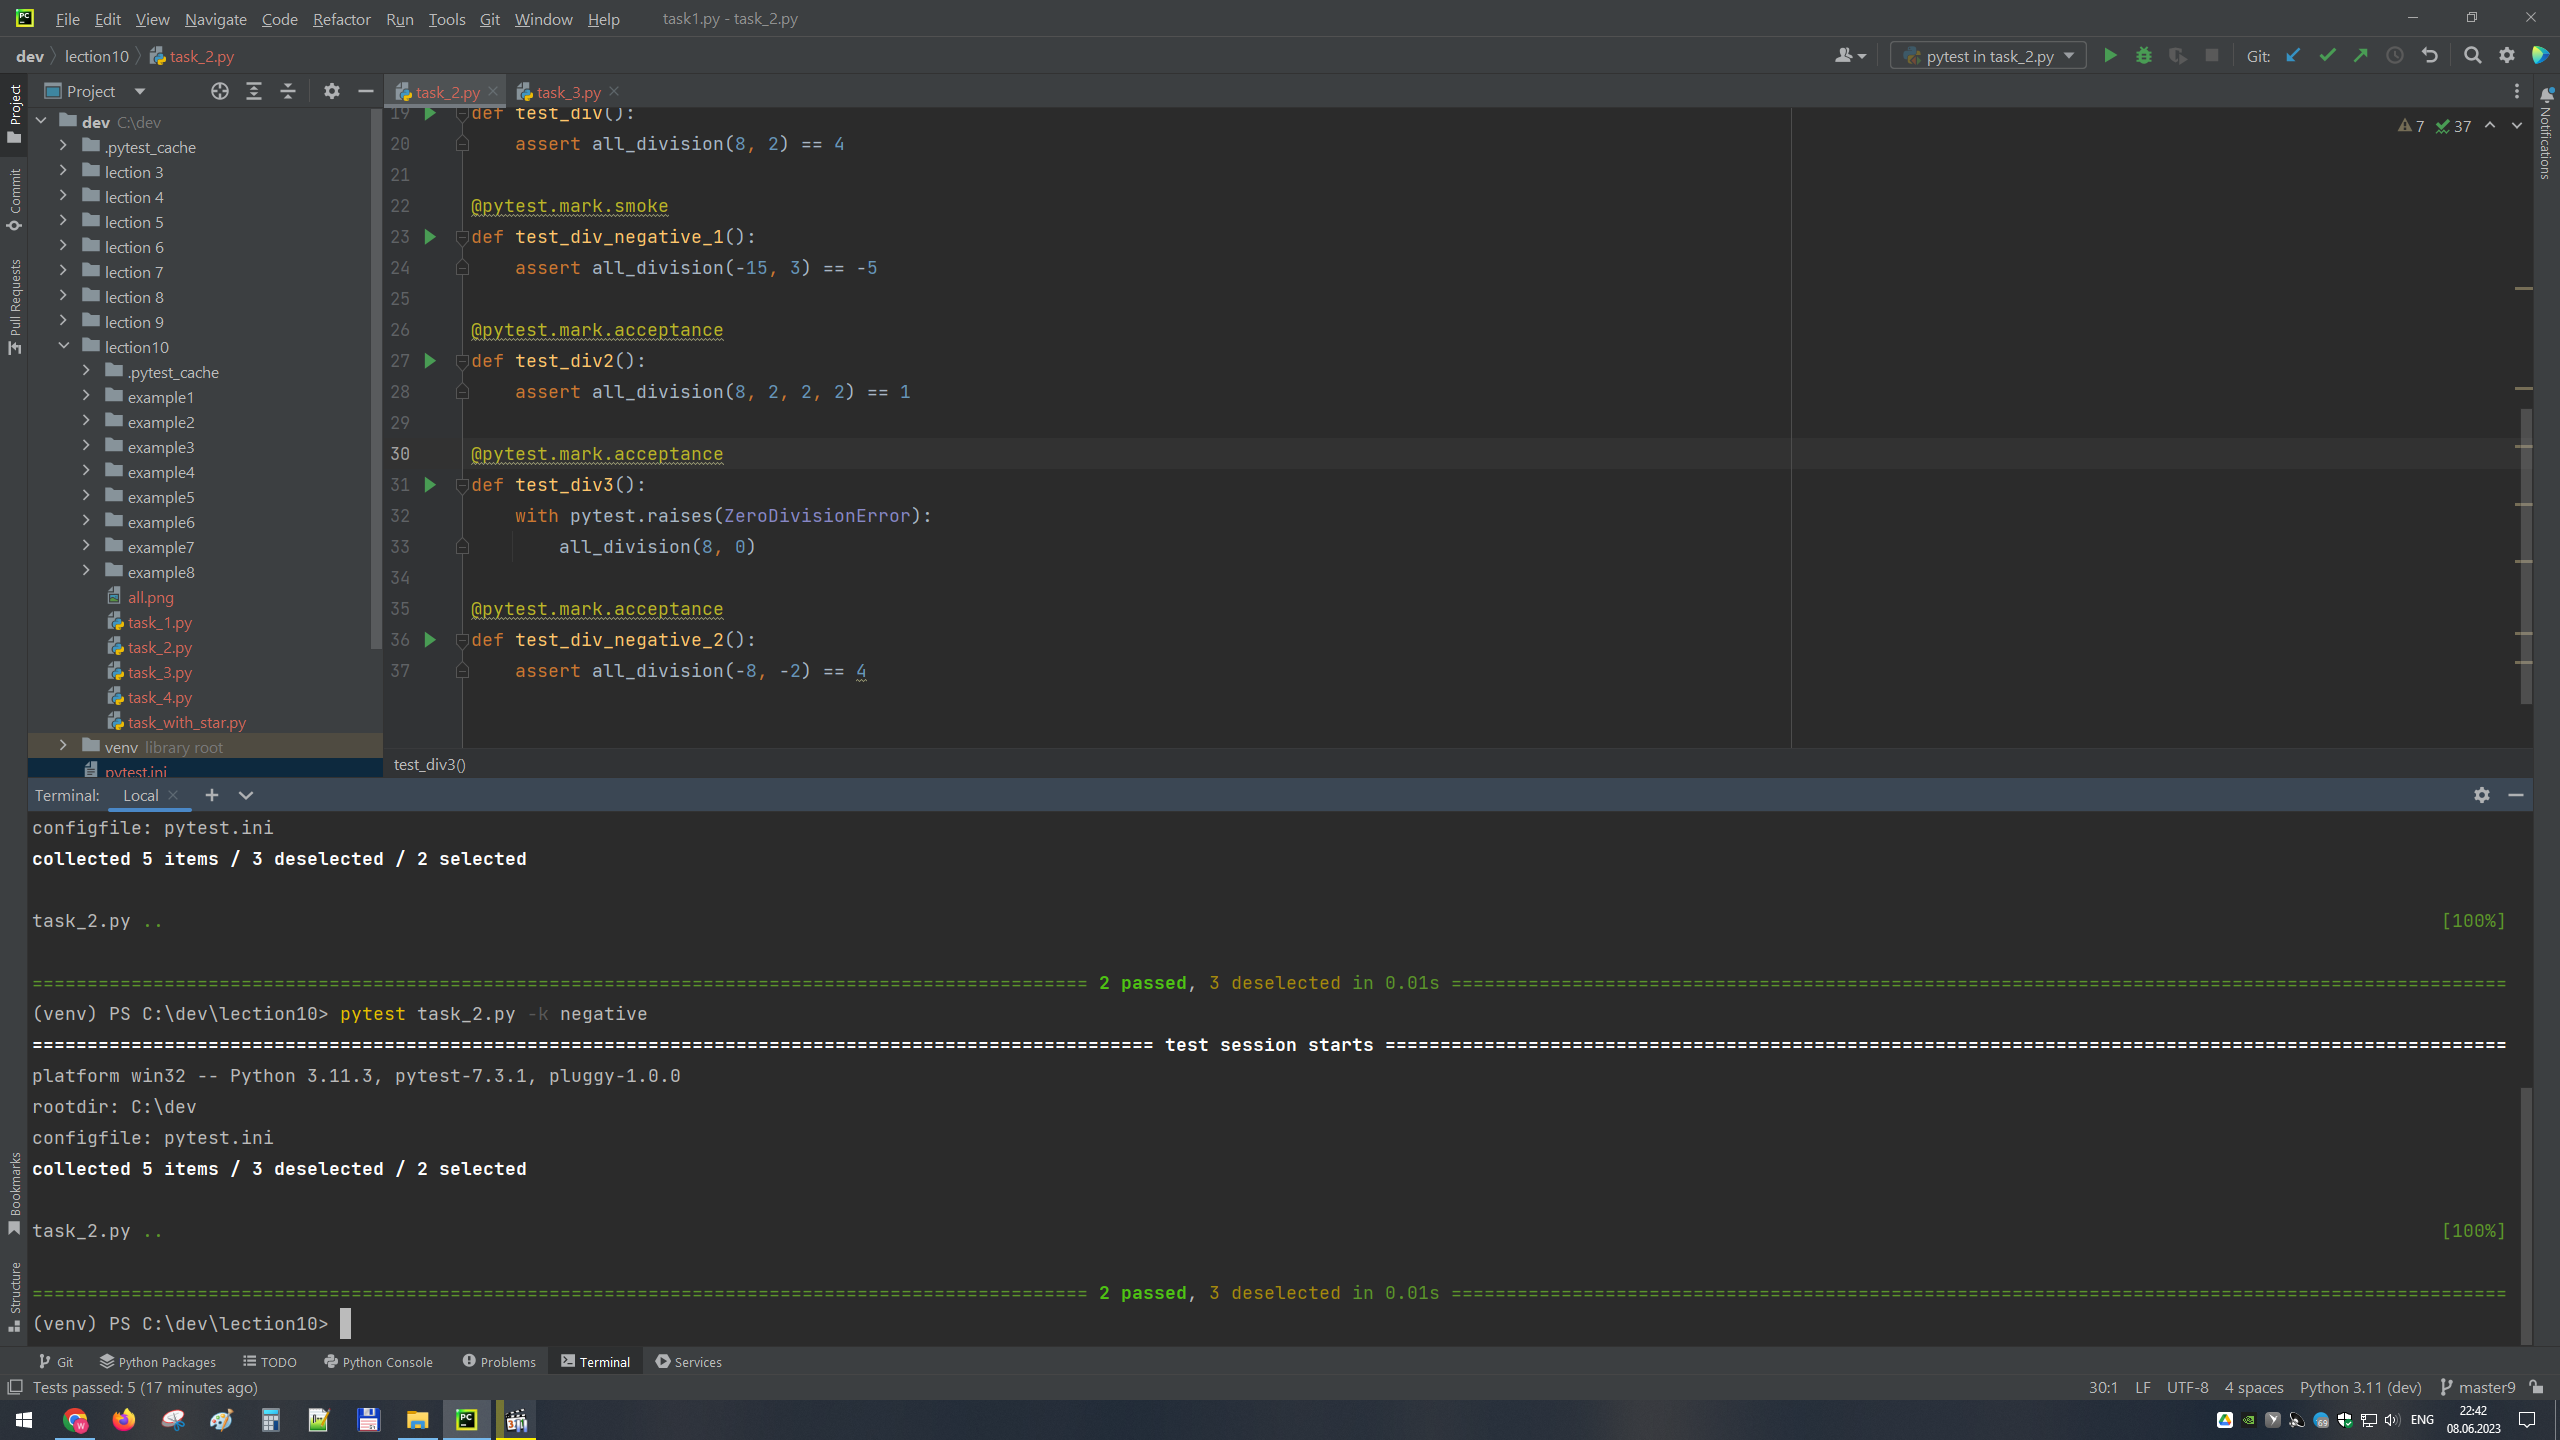 File Edit View Navigate Code Refactor Run Tools Git Window Help task1.py - task_2.py
dev lection10 task_2.py
pytest in task_2.py Git:
Project
task_2.py
task_3.py
Project
Commit
Pull Requests
Bookmarks
Structure
Notifications
dev C:\dev
.pytest_cache
lection 3
lection 4
lection 5
lection 6
lection 7
lection 8
lection 9
lection10
.pytest_cache
example1
example2
example3
example4
example5
example6
example7
example8
all.png
task_1.py
task_2.py
task_3.py
task_4.py
task_with_star.py
venv library root
pytest.ini
7 37
19 def test_div():
20 assert all_division(8, 2) == 4
21
22 @pytest.mark.smoke
23 def test_div_negative_1():
24 assert all_division(-15, 3) == -5
25
26 @pytest.mark.acceptance
27 def test_div2():
28 assert all_division(8, 2, 2, 2) == 1
29
30 @pytest.mark.acceptance
31 def test_div3():
32 with pytest.raises(ZeroDivisionError):
33 all_division(8, 0)
34
35 @pytest.mark.acceptance
36 def test_div_negative_2():
37 assert all_division(-8, -2) == 4
test_div3()
Terminal: Local
configfile: pytest.ini
collected 5 items / 3 deselected / 2 selected
task_2.py .. [100%]
2 passed, 3 deselected in 0.01s
(venv) PS C:\dev\lection10> pytest task_2.py -k negative
test session starts
platform win32 -- Python 3.11.3, pytest-7.3.1, pluggy-1.0.0
rootdir: C:\dev
configfile: pytest.ini
collected 5 items / 3 deselected / 2 selected
task_2.py .. [100%]
2 passed, 3 deselected in 0.01s
(venv) PS C:\dev\lection10>
Git Python Packages TODO Python Console Problems Terminal Services
Tests passed: 5 (17 minutes ago) 30:1 LF UTF-8 4 spaces Python 3.11 (dev) master9
ENG 22:42
08.06.2023